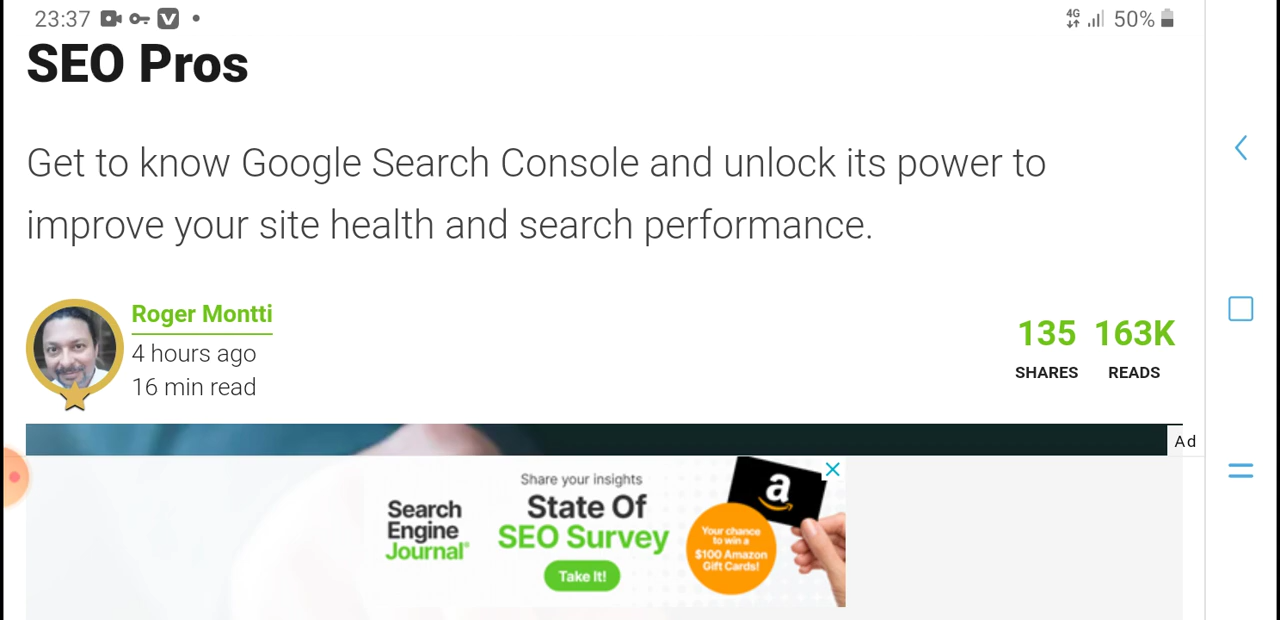 23:37 V 4G 50%
SEO Pros
Get to know Google Search Console and unlock its power to
improve your site health and search performance.
Roger Montti
4 hours ago
16 min read
135 163K
SHARES READS
Ad
Search
Engine
Journal®
Share your insights
State Of
SEO Survey
Take It!
a
Your chance
to win a
$100 Amazon
Gift Cards!